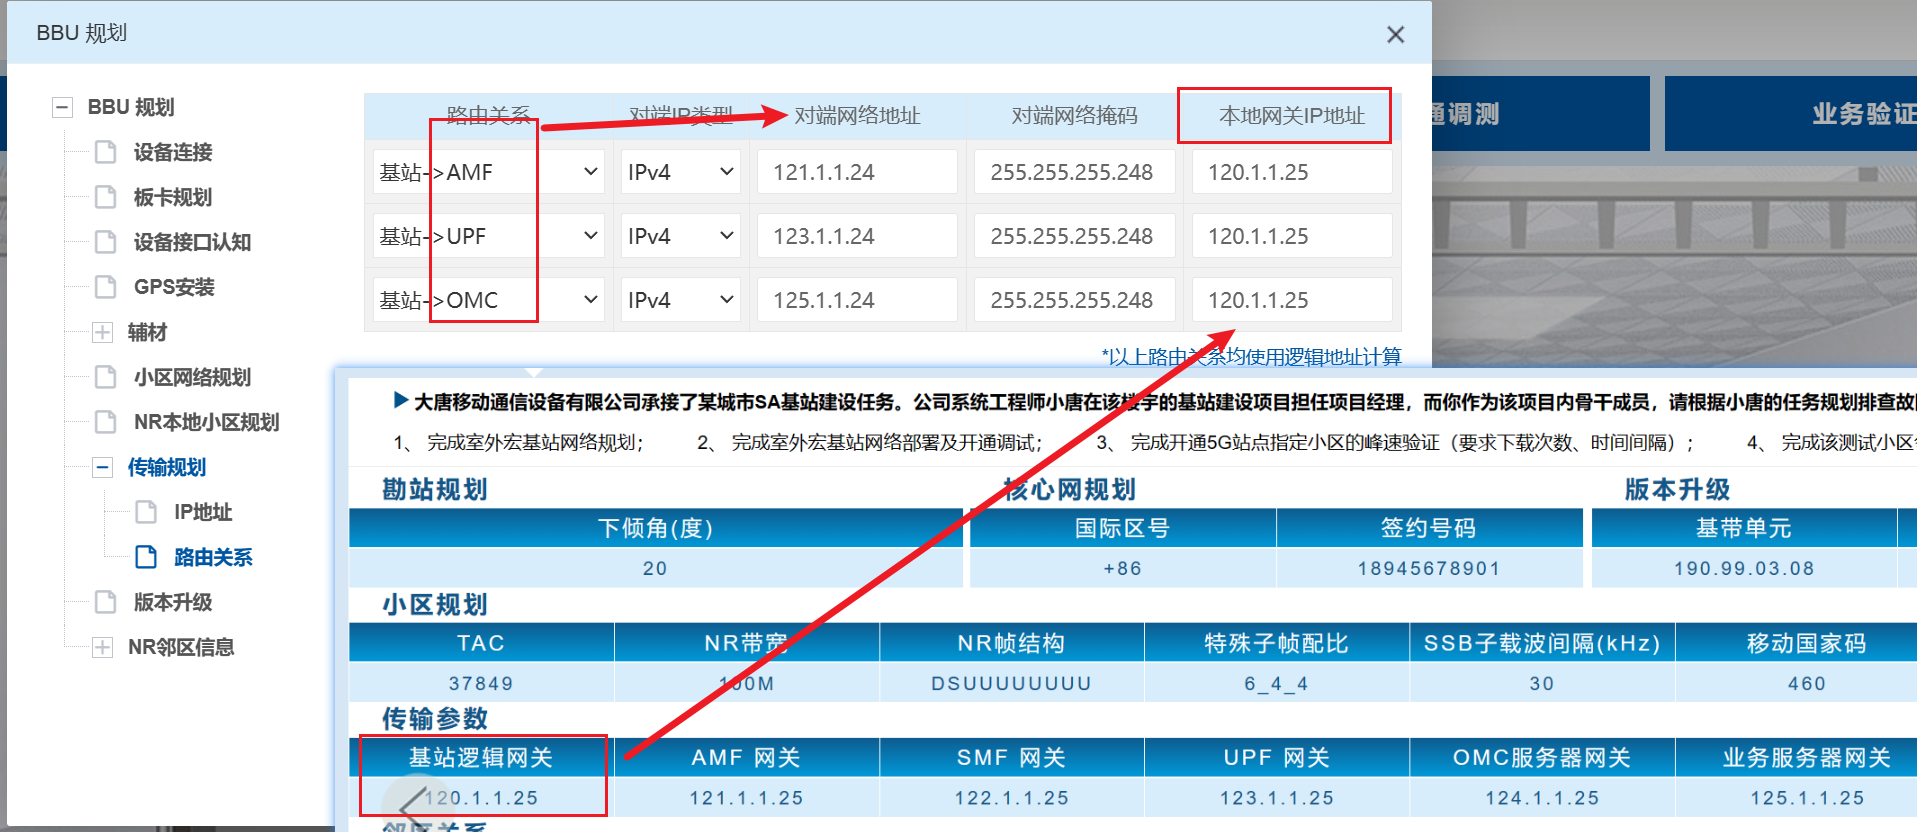 BBU 规划
BBU 规划
设备连接
板卡规划
设备接口认知
GPS安装
辅材
小区网络规划
NR本地小区规划
传输规划
IP地址
路由关系
版本升级
NR邻区信息
路由关系 对端IP类型 对端网络地址 对端网络掩码 本地网关IP地址
基站->AMF IPv4 121.1.1.24 255.255.255.248 120.1.1.25
基站->UPF IPv4 123.1.1.24 255.255.255.248 120.1.1.25
基站->OMC IPv4 125.1.1.24 255.255.255.248 120.1.1.25
*以上路由关系均使用逻辑地址计算
通调测
业务验证
大唐移动通信设备有限公司承接了某城市SA基站建设任务。公司系统工程师小唐在该楼宇的基站建设项目担任项目经理，而你作为该项目内骨干成员，请根据小唐的任务规划排查故
1、 完成室外宏基站网络规划； 2、 完成室外宏基站网络部署及开通调试； 3、 完成开通5G站点指定小区的峰速验证（要求下载次数、时间间隔）； 4、 完成该测试小区
勘站规划 核心网规划 版本升级
下倾角(度) 国际区号 签约号码 基带单元
20 +86 18945678901 190.99.03.08
小区规划
TAC NR带宽 NR帧结构 特殊子帧配比 SSB子载波间隔(kHz) 移动国家码
37849 100M DSUUUUUUUU 6_4_4 30 460
传输参数
基站逻辑网关 AMF 网关 SMF 网关 UPF 网关 OMC服务器网关 业务服务器网关
120.1.1.25 121.1.1.25 122.1.1.25 123.1.1.25 124.1.1.25 125.1.1.25
邻区关系